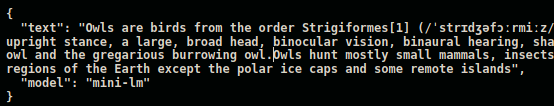 {
"text": "Owls are birds from the order Strigiformes[1] (/ˈstrɪdʒəfɔːrmiːz/
upright stance, a large, broad head, binocular vision, binaural hearing, sha
owl and the gregarious burrowing owl.Owls hunt mostly small mammals, insects
regions of the Earth except the polar ice caps and some remote islands",
"model": "mini-lm"
}